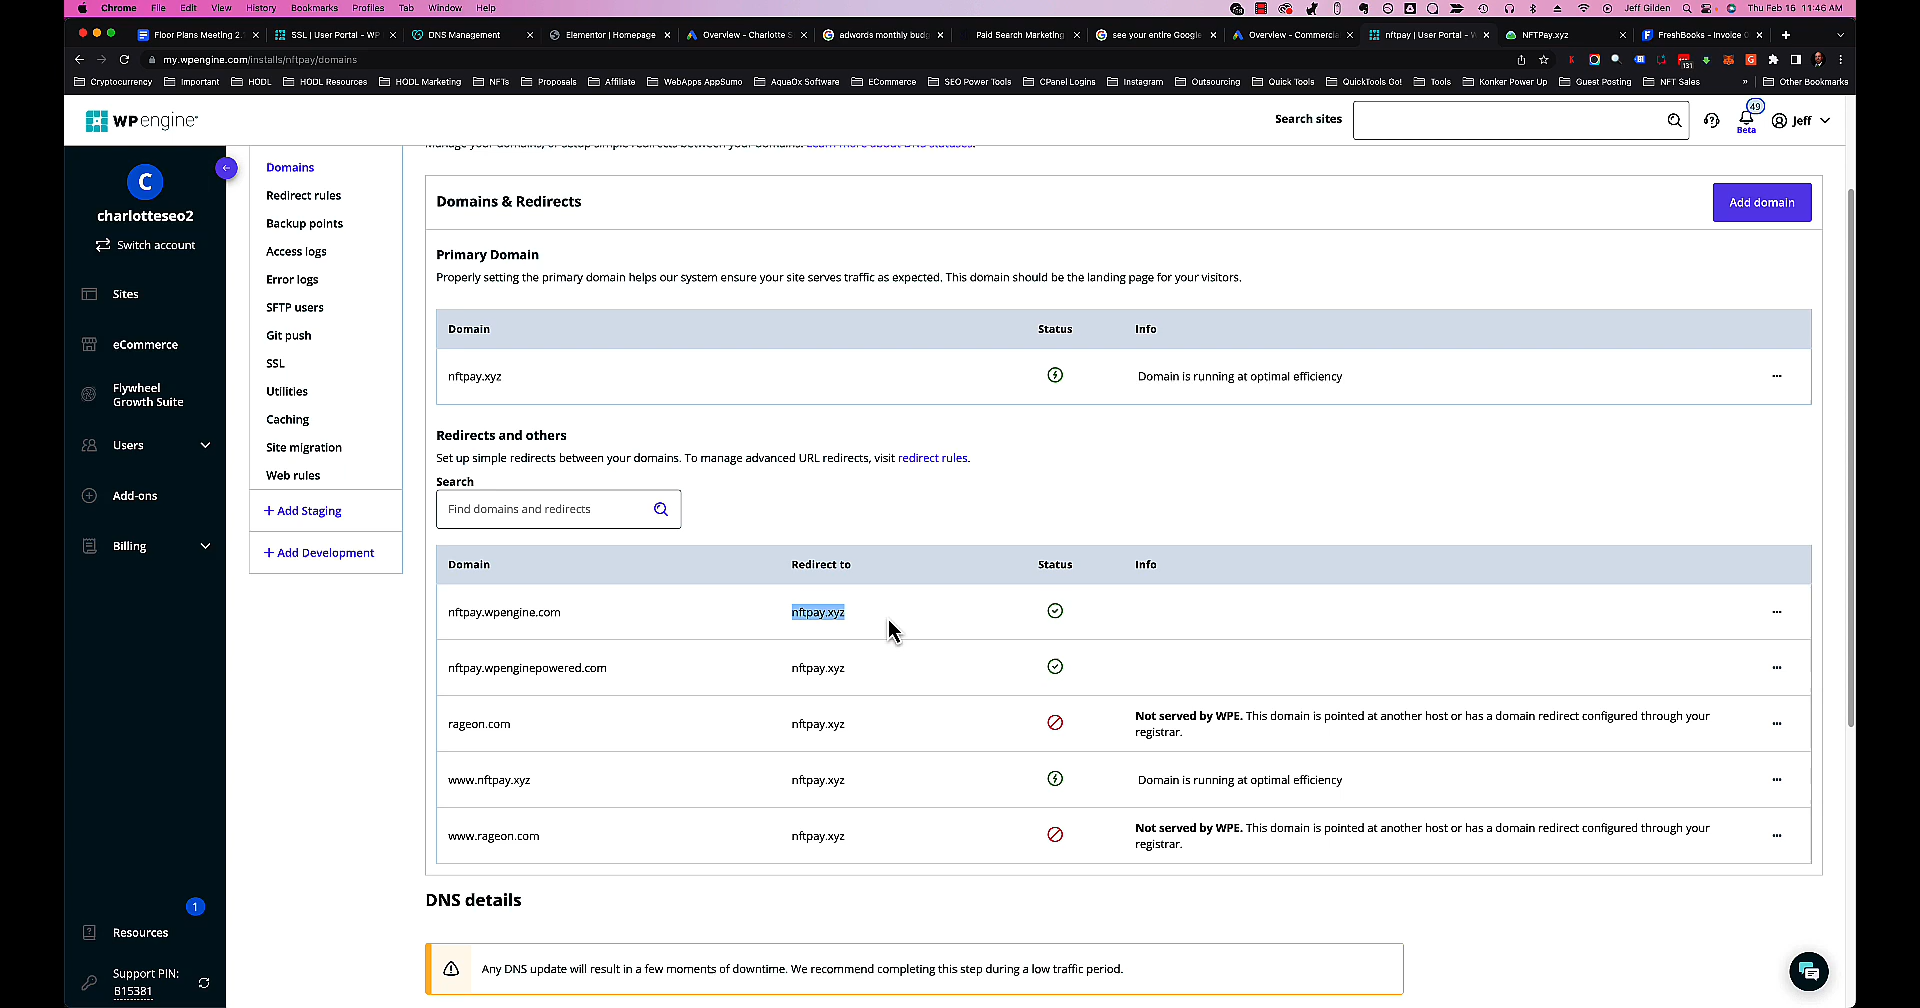 Chrome File Edit View History Bookmarks Profiles Tab Window Help Jeff Gilden Thu Feb 16 11:46 AM
Floor Plans Meeting 2. SSL | User Portal - WP DNS Management Elementor | Homepage Overview - Charlotte S adwords monthly budg Paid Search Marketing see your entire Google Overview - Commercia nftpay | User Portal - W NFTPay.xyz FreshBooks - Invoice 0
my.wpengine.com/installs/nftpay/domains
131
Cryptocurrency Important HODL HODL Resources HODL Marketing NFTs Proposals Affiliate WebApps AppSumo AquaOx Software ECommerce SEO Power Tools CPanel Logins Instagram Outsourcing Quick Tools QuickTools Go! Tools Konker Power Up Guest Posting NFT Sales » Other Bookmarks
WP engine
Search sites
49
Beta
Jeff
C
charlotteseo2
Switch account
Sites
eCommerce
Flywheel
Growth Suite
Users
Add-ons
Billing
1
Resources
Support PIN:
B15381
Domains
Redirect rules
Backup points
Access logs
Error logs
SFTP users
Git push
SSL
Utilities
Caching
Site migration
Web rules
+ Add Staging
+ Add Development
Manage your domains, or setup simple redirects between your domains. Learn more about DNS statuses.
Domains & Redirects
Add domain
Primary Domain
Properly setting the primary domain helps our system ensure your site serves traffic as expected. This domain should be the landing page for your visitors.
Domain Status Info
nftpay.xyz Domain is running at optimal efficiency ...
Redirects and others
Set up simple redirects between your domains. To manage advanced URL redirects, visit redirect rules.
Search
Find domains and redirects
Domain Redirect to Status Info
nftpay.wpengine.com nftpay.xyz ...
nftpay.wpenginepowered.com nftpay.xyz ...
rageon.com nftpay.xyz Not served by WPE. This domain is pointed at another host or has a domain redirect configured through your ...
registrar.
www.nftpay.xyz nftpay.xyz Domain is running at optimal efficiency ...
www.rageon.com nftpay.xyz Not served by WPE. This domain is pointed at another host or has a domain redirect configured through your ...
registrar.
DNS details
Any DNS update will result in a few moments of downtime. We recommend completing this step during a low traffic period.